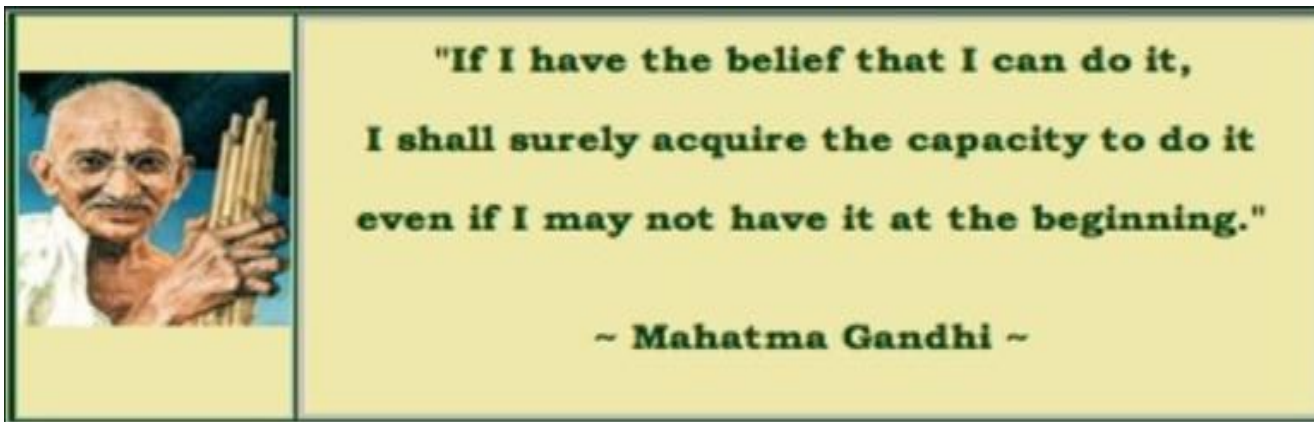 "If I have the belief that I can do it,
I shall surely acquire the capacity to do it
even if I may not have it at the beginning."
~ Mahatma Gandhi ~